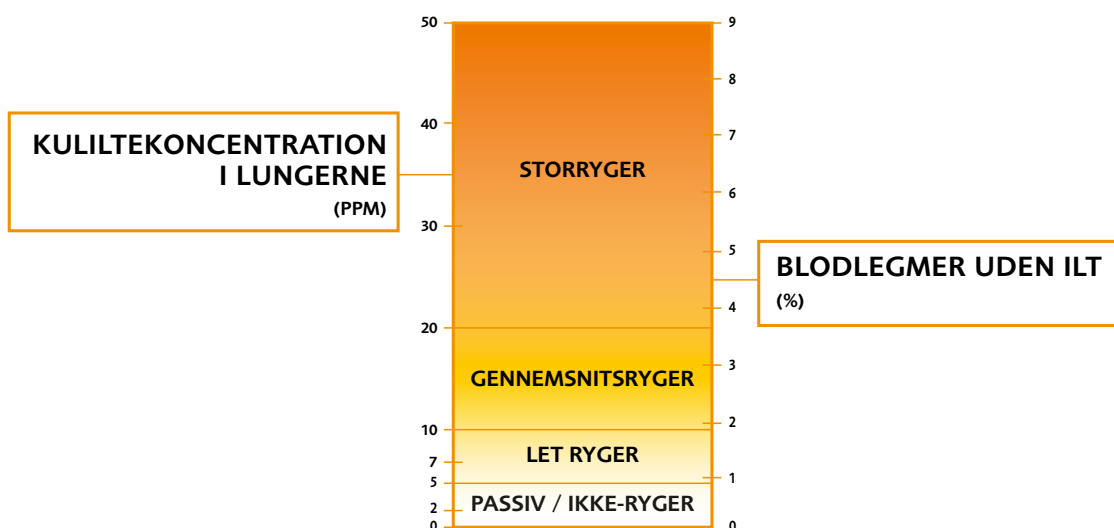 KULILTEKONCENTRATION
I LUNGERNE
(PPM)
50
40
30
20
10
7
5
2
0
STORRYGER
GENNEMSNITSRYGER
LET RYGER
PASSIV / IKKE-RYGER
9
8
7
6
5
4
3
2
1
0
BLODLEGMER UDEN ILT
(%)